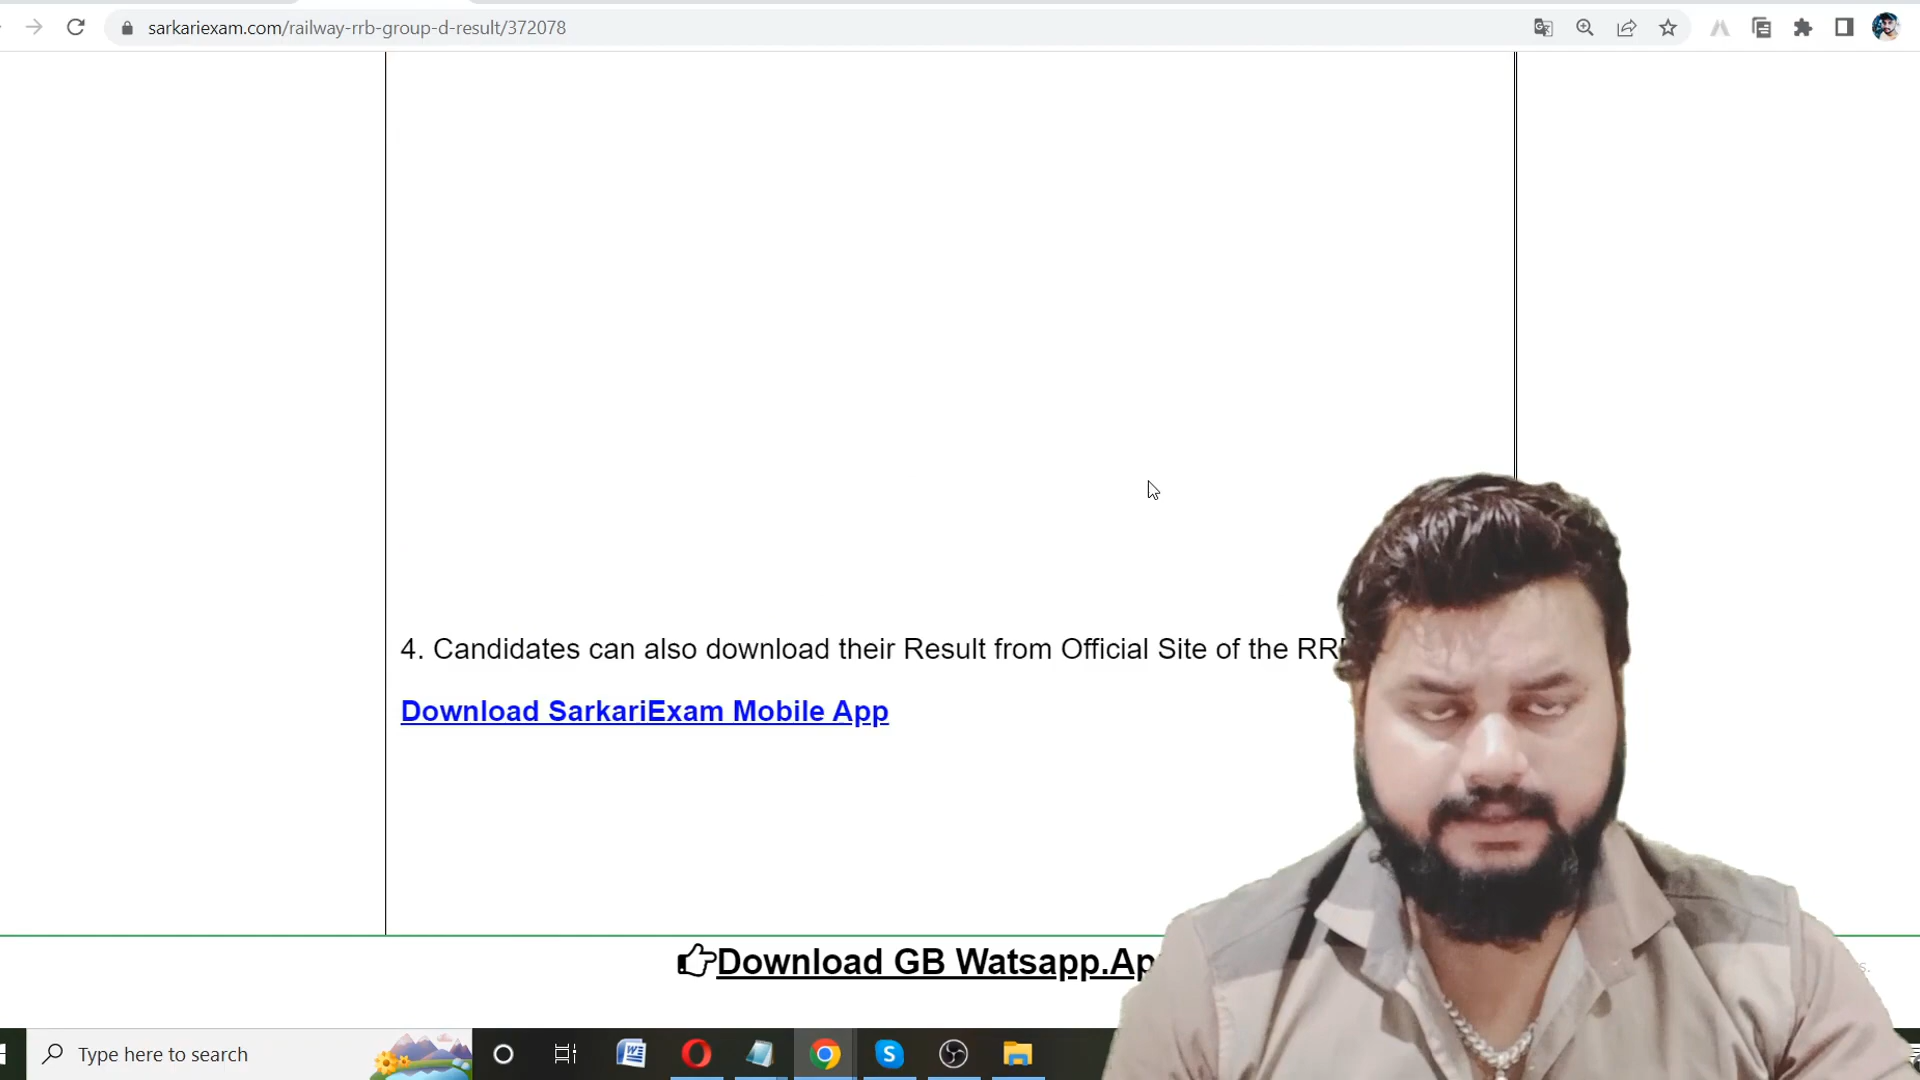 sarkariexam.com/railway-rrb-group-d-result/372078
4. Candidates can also download their Result from Official Site of the
Download SarkariExam Mobile App
Download GB Watsapp.Ap
Type here to search